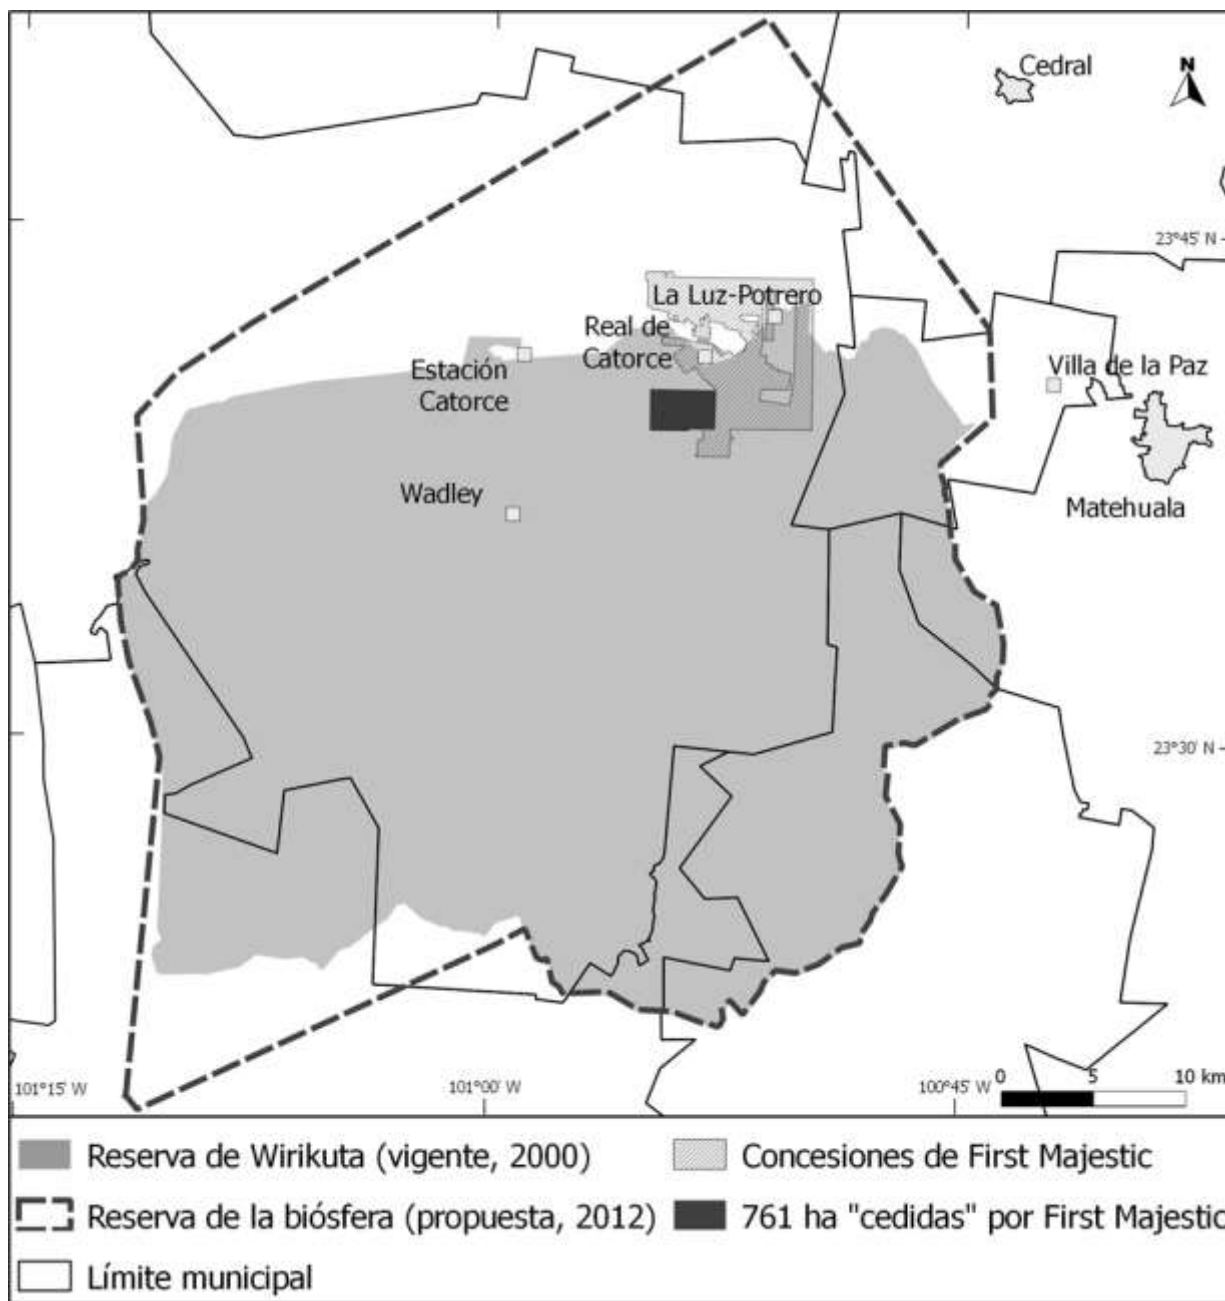 Cedral
N
23°45' N
La Luz-Potrero
Real de
Catorce
Estación
Catorce
Villa de la Paz
Wadley
Matehuala
23°30' N
101°15' W
101°00' W
100°45' W
0 5 10 km
Reserva de Wirikuta (vigente, 2000)
Concesiones de First Majestic
Reserva de la biósfera (propuesta, 2012)
761 ha "cedidas" por First Majestic
Límite municipal